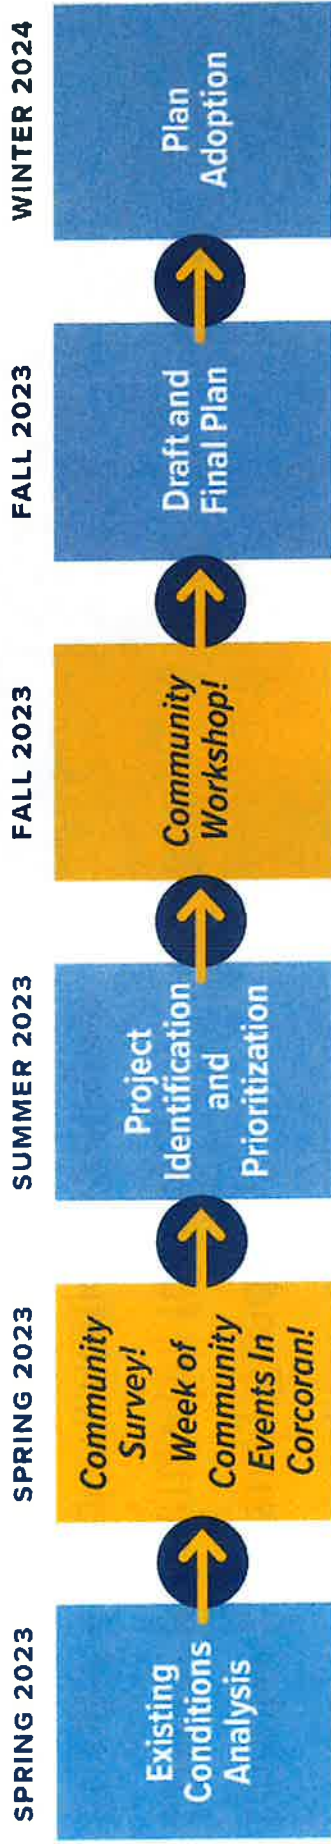 SPRING 2023
Existing
Conditions
Analysis
SPRING 2023
Community
Survey!
Week of
Community
Events In
Corcoran!
SUMMER 2023
Project
Identification
and
Prioritization
FALL 2023
Community
Workshop!
FALL 2023
Draft and
Final Plan
WINTER 2024
Plan
Adoption